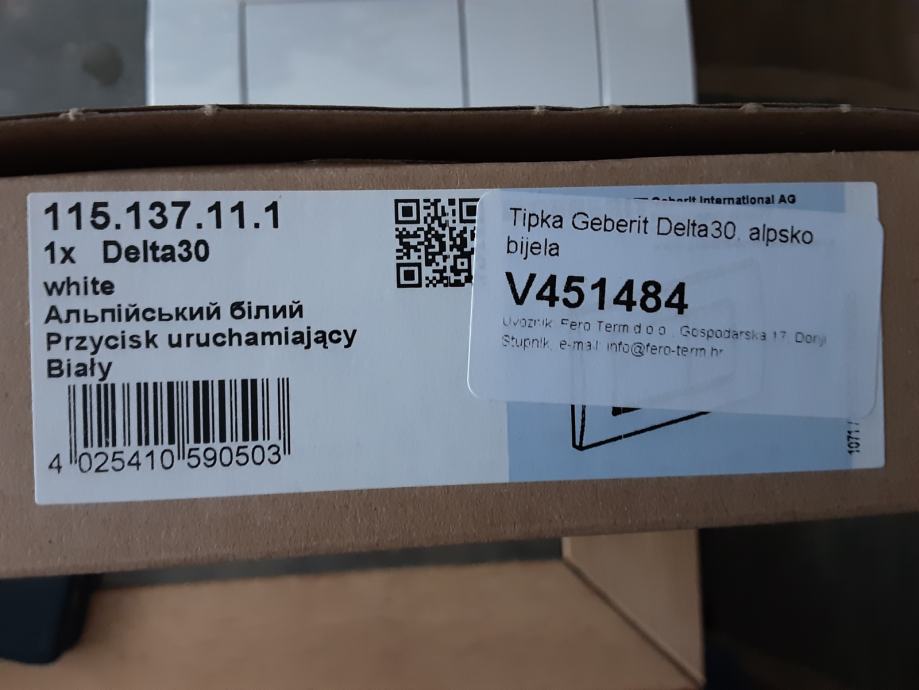 115.137.11.1
1x Delta30
white
Альпійський білий
Przycisk uruchamiający
Biały
4 025410 590503
Geberit International AG
Tipka Geberit Delta30, alpsko
bijela
V451484
Uvoznik: Fero Term d.o.o., Gospodarska 17, Donji
Stupnik, e-mail: info@fero-term.hr
1071